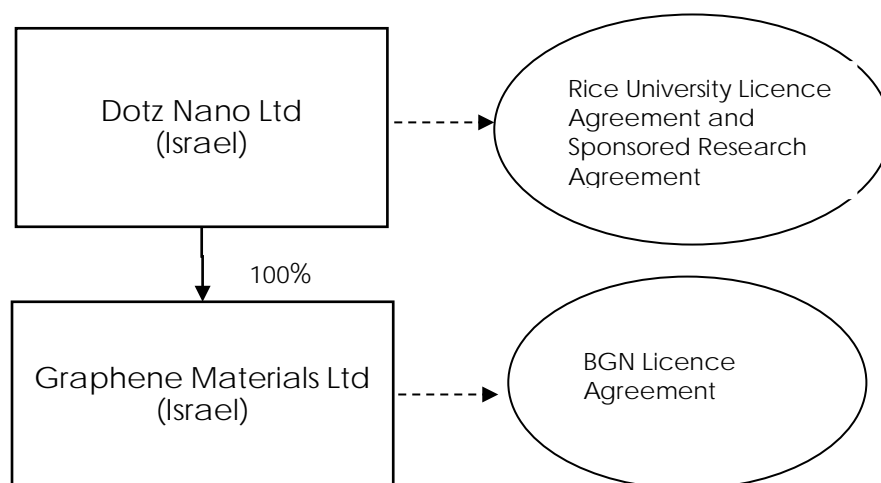 Dotz Nano Ltd
(Israel)
Rice University Licence
Agreement and
Sponsored Research
Agreement
100%
Graphene Materials Ltd
(Israel)
BGN Licence
Agreement